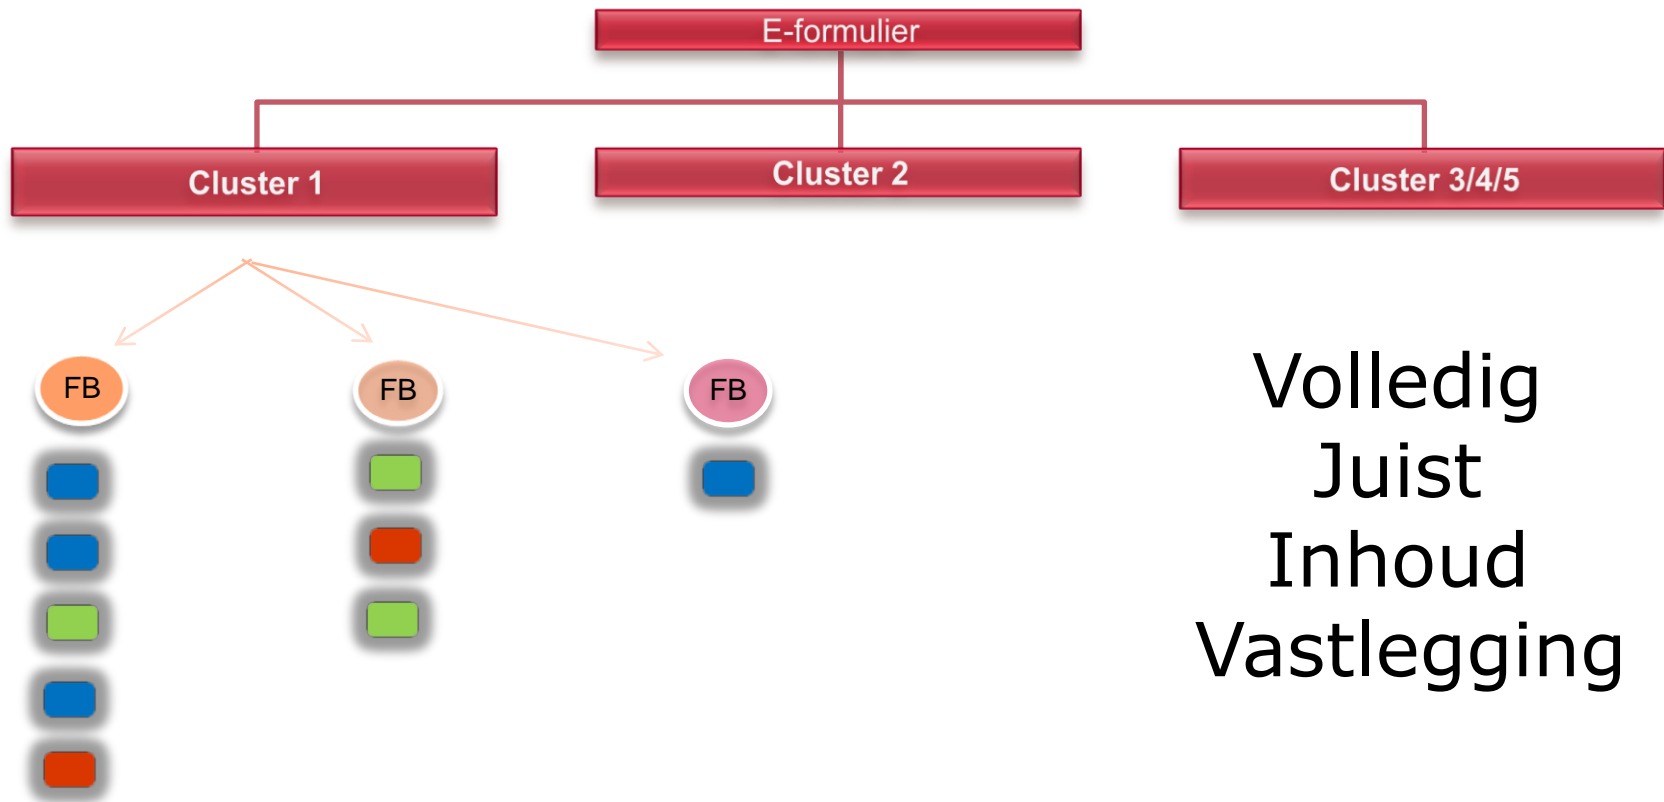 E-formulier
Cluster 1
Cluster 2
Cluster 3/4/5
FB
FB
FB
Volledig
Juist
Inhoud
Vastlegging